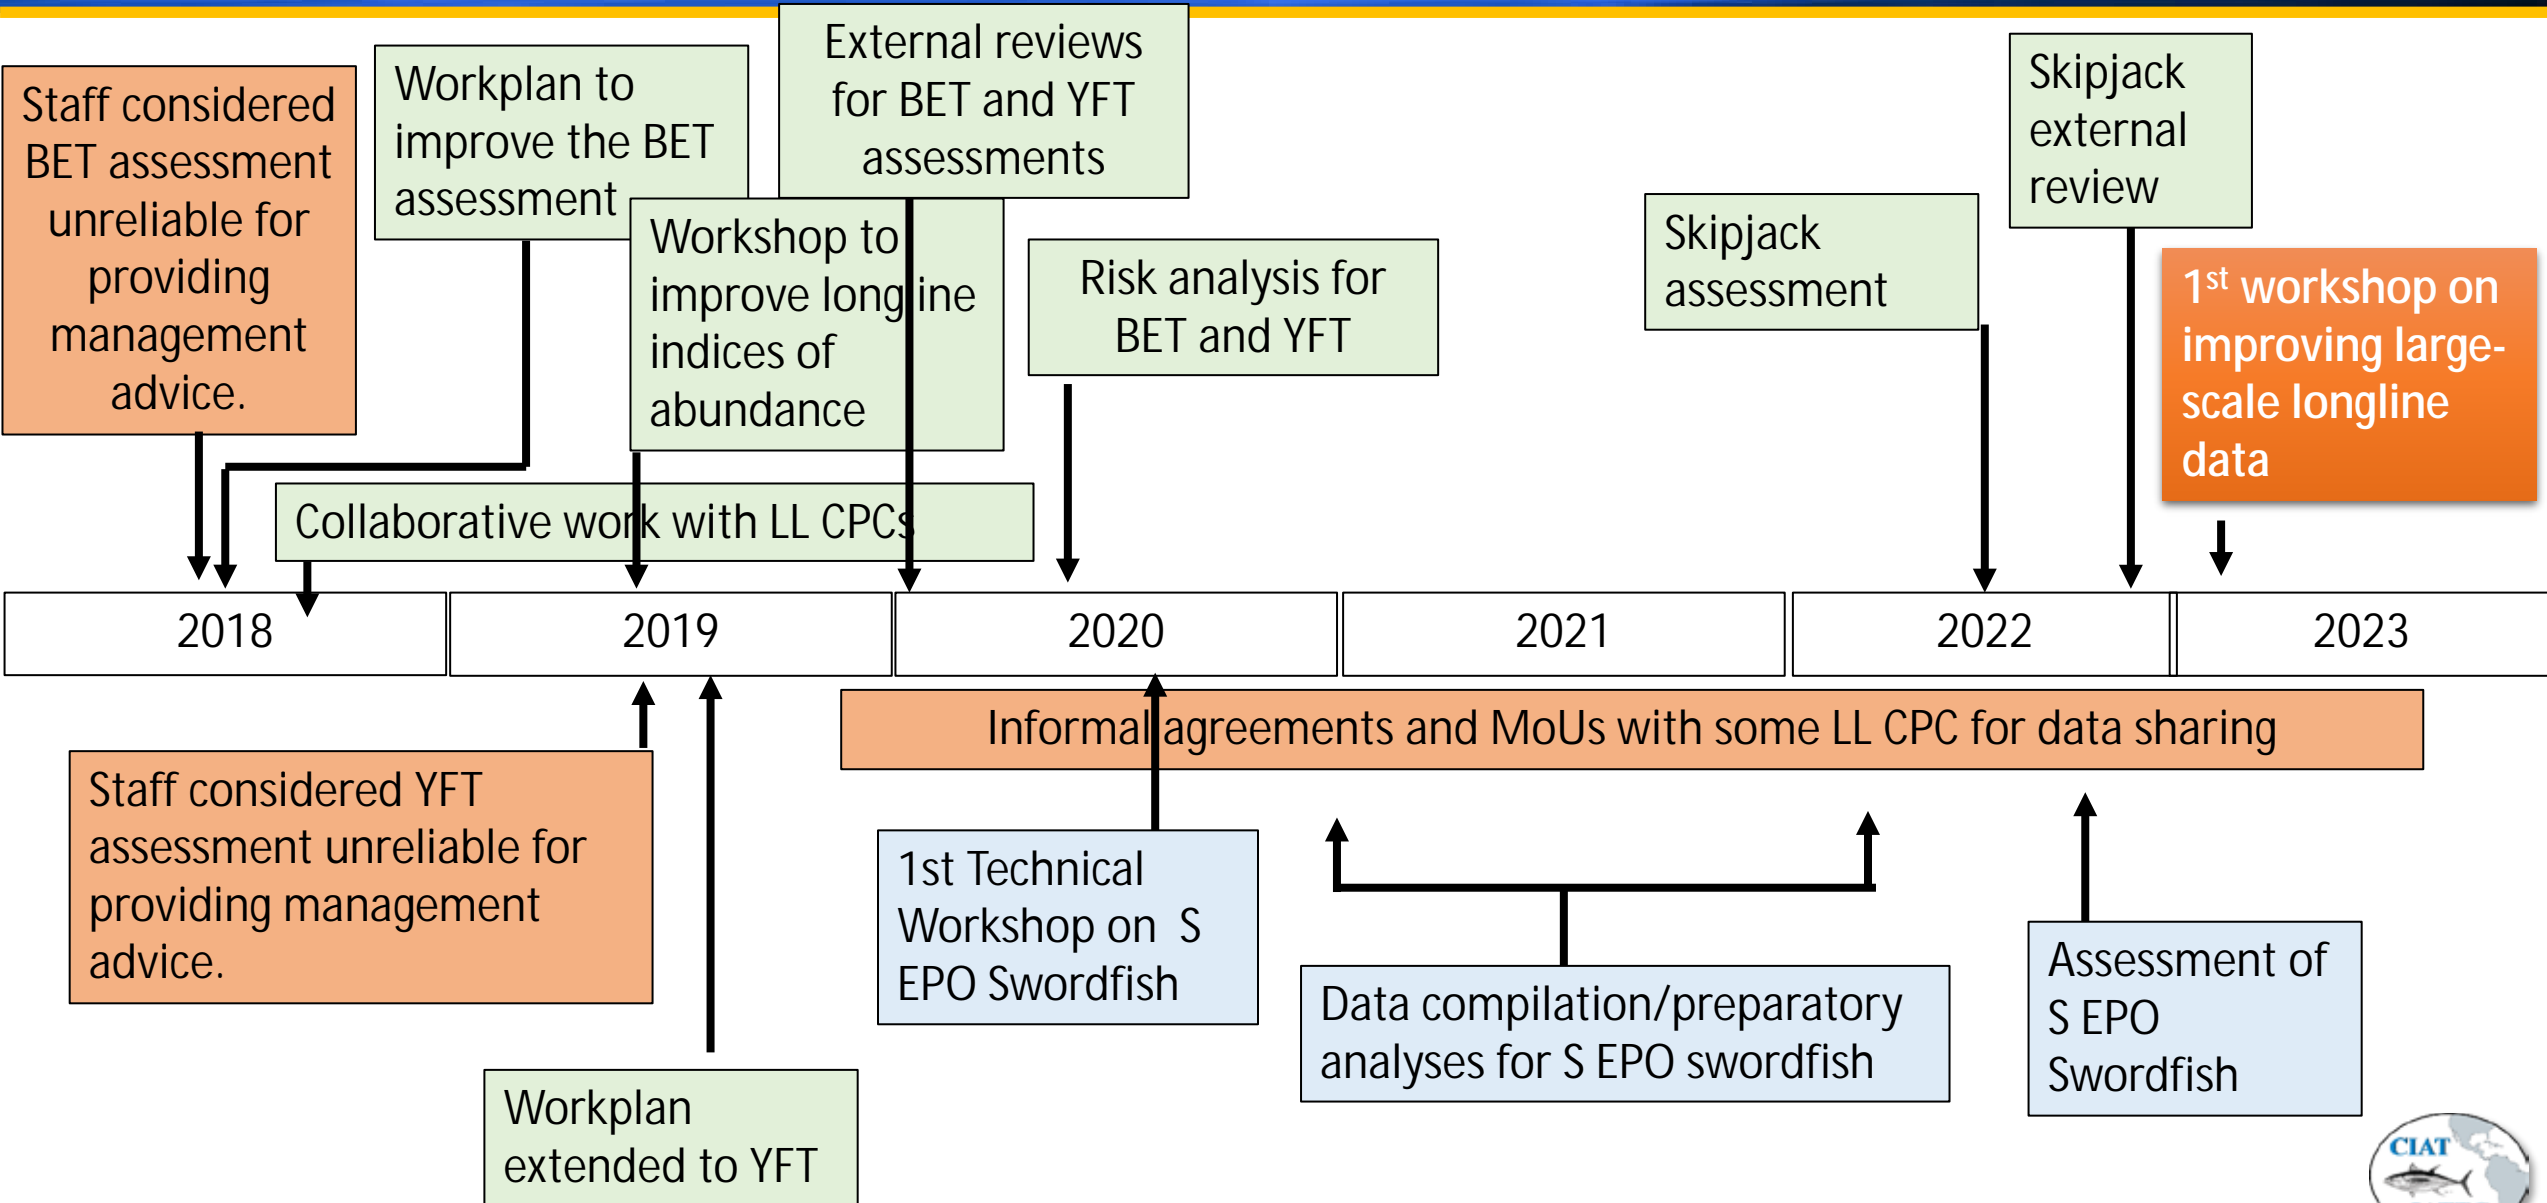 Staff considered
BET assessment
unreliable for
providing
management
advice.
Workplan to
improve the BET
assessment
External reviews
for BET and YFT
assessments
Workshop to
improve longline
indices of
abundance
Risk analysis for
BET and YFT
Skipjack
assessment
Skipjack
external
review
1st workshop on
improving large-
scale longline
data
Collaborative work with LL CPCs
2018
2019
2020
2021
2022
2023
Informal agreements and MoUs with some LL CPC for data sharing
Staff considered YFT
assessment unreliable for
providing management
advice.
Workplan
extended to YFT
1st Technical
Workshop on S
EPO Swordfish
Data compilation/preparatory
analyses for S EPO swordfish
Assessment of
S EPO
Swordfish
CIAT